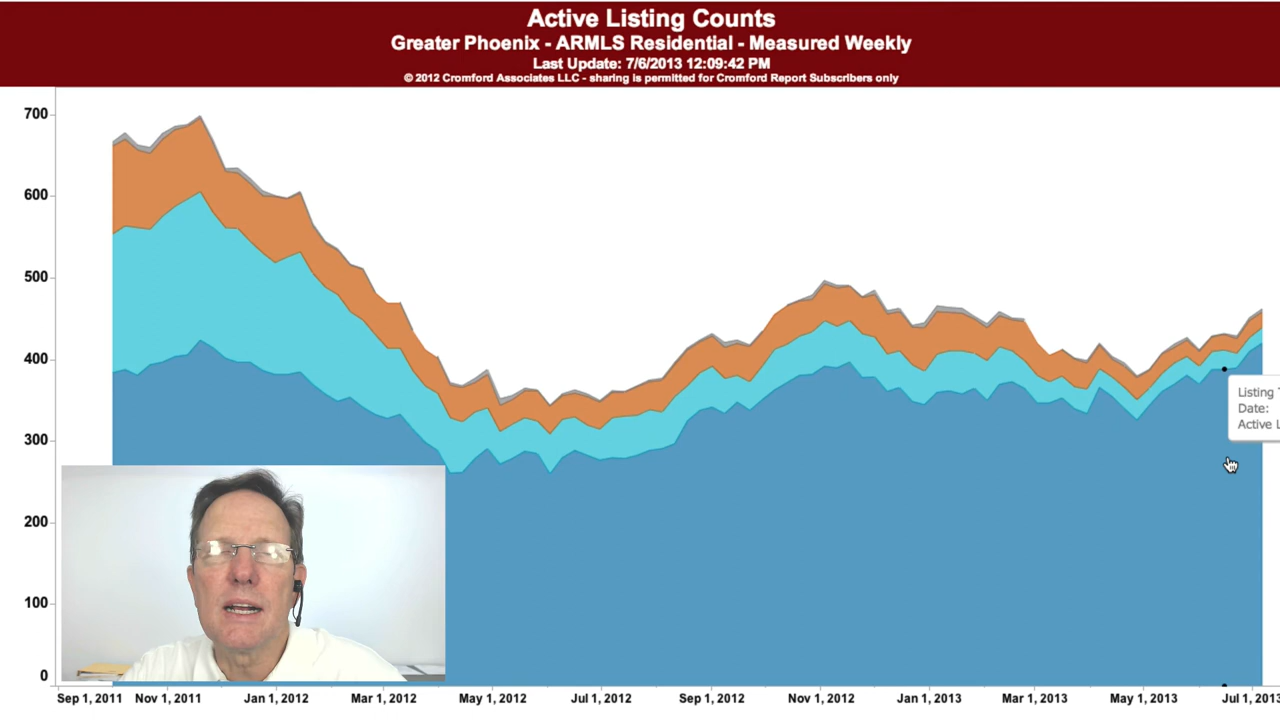 Active Listing Counts
Greater Phoenix - ARMLS Residential - Measured Weekly
Last Update: 7/6/2013 12:09:42 PM
© 2012 Cromford Associates LLC - sharing is permitted for Cromford Report Subscribers only
700
600
500
400
300
200
100
0
Listing
Date:
Active L
Sep 1, 2011 Nov 1, 2011 Jan 1, 2012 Mar 1, 2012 May 1, 2012 Jul 1, 2012 Sep 1, 2012 Nov 1, 2012 Jan 1, 2013 Mar 1, 2013 May 1, 2013 Jul 1, 2013